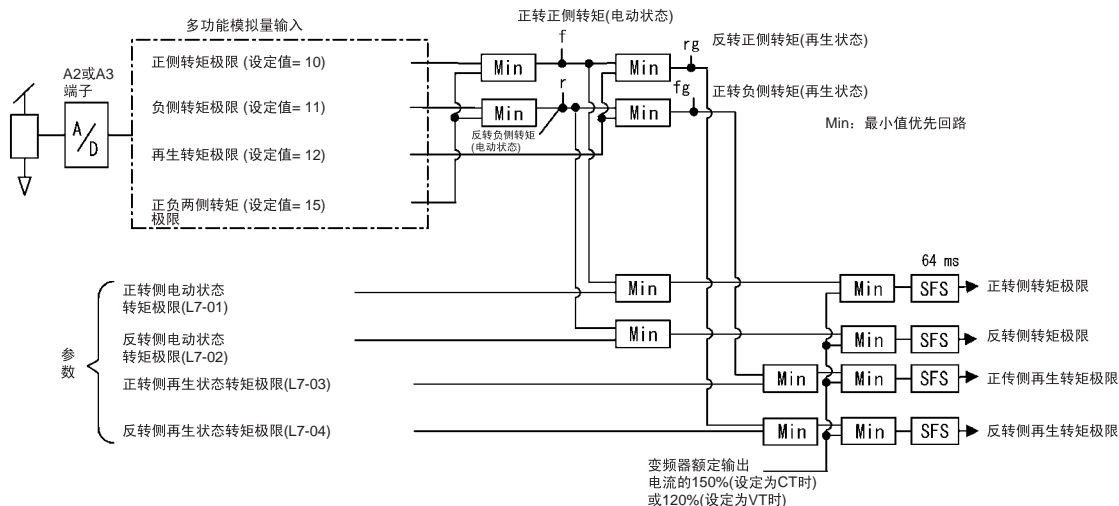 多功能模拟量输入
正转正侧转矩(电动状态)
f
rg
反转正侧转矩(再生状态)
A2或A3
端子
A/D
正侧转矩极限 (设定值= 10)
Min
Min
负侧转矩极限 (设定值= 11)
Min
r
Min
fg
正转负侧转矩(再生状态)
反转负侧转矩
(电动状态)
Min：最小值优先回路
再生转矩极限 (设定值= 12)
正负两侧转矩 (设定值= 15)
极限
64 ms
参
数
正转侧电动状态
转矩极限(L7-01)
Min
Min
SFS
正转侧转矩极限
反转侧电动状态
转矩极限(L7-02)
Min
Min
SFS
反转侧转矩极限
正转侧再生状态转矩极限(L7-03)
Min
Min
SFS
正传侧再生转矩极限
反转侧再生状态转矩极限(L7-04)
Min
Min
SFS
反转侧再生转矩极限
变频器额定输出
电流的150%(设定为CT时)
或120%(设定为VT时)